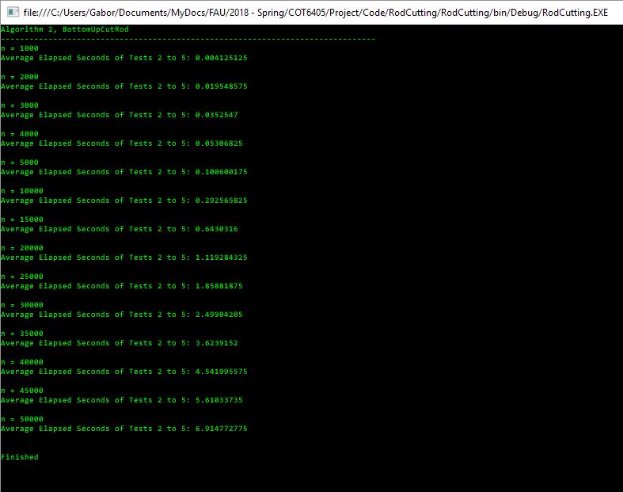 file:///C:/Users/Gabor/Documents/MyDocs/FAU/2018 - Spring/COT6405/Project/Code/RodCutting/RodCutting/bin/Debug/RodCutting.EXE
Algorithm 2, BottomUpCutRod
--------------------------------------------------------------------------------
n = 1000
Average Elapsed Seconds of Tests 2 to 5: 0.004125125
n = 2000
Average Elapsed Seconds of Tests 2 to 5: 0.019548575
n = 3000
Average Elapsed Seconds of Tests 2 to 5: 0.0352547
n = 4000
Average Elapsed Seconds of Tests 2 to 5: 0.05306825
n = 5000
Average Elapsed Seconds of Tests 2 to 5: 0.100600175
n = 10000
Average Elapsed Seconds of Tests 2 to 5: 0.292565825
n = 15000
Average Elapsed Seconds of Tests 2 to 5: 0.6430316
n = 20000
Average Elapsed Seconds of Tests 2 to 5: 1.119284325
n = 25000
Average Elapsed Seconds of Tests 2 to 5: 1.85881875
n = 30000
Average Elapsed Seconds of Tests 2 to 5: 2.49904205
n = 35000
Average Elapsed Seconds of Tests 2 to 5: 3.6239152
n = 40000
Average Elapsed Seconds of Tests 2 to 5: 4.541995575
n = 45000
Average Elapsed Seconds of Tests 2 to 5: 5.61033735
n = 50000
Average Elapsed Seconds of Tests 2 to 5: 6.914772775
Finished